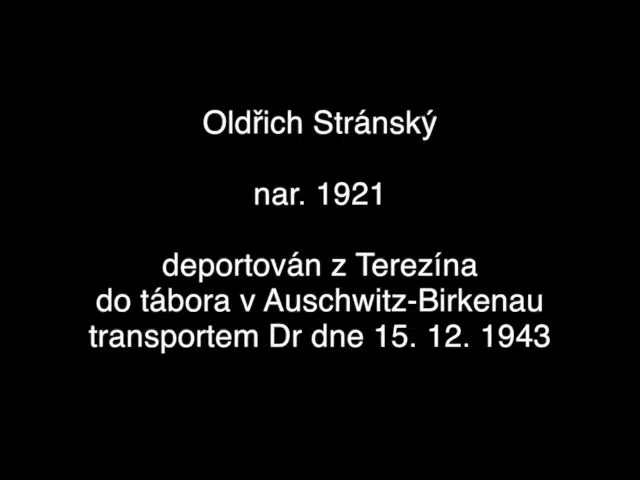 Oldřich Stránský
nar. 1921
deportován z Terezína
do tábora v Auschwitz-Birkenau
transportem Dr dne 15. 12. 1943